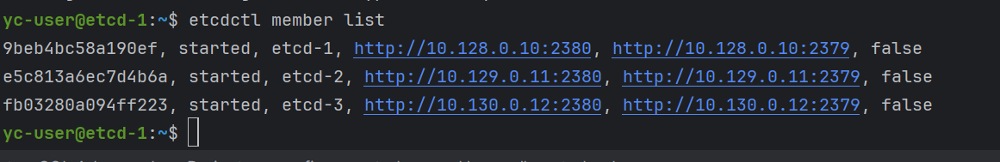 yc-user@etcd-1:~$ etcdctl member list
9beb4bc58a190ef, started, etcd-1, http://10.128.0.10:2380, http://10.128.0.10:2379, false
e5c813a6ec7d4b6a, started, etcd-2, http://10.129.0.11:2380, http://10.129.0.11:2379, false
fb03280a094ff223, started, etcd-3, http://10.130.0.12:2380, http://10.130.0.12:2379, false
yc-user@etcd-1:~$